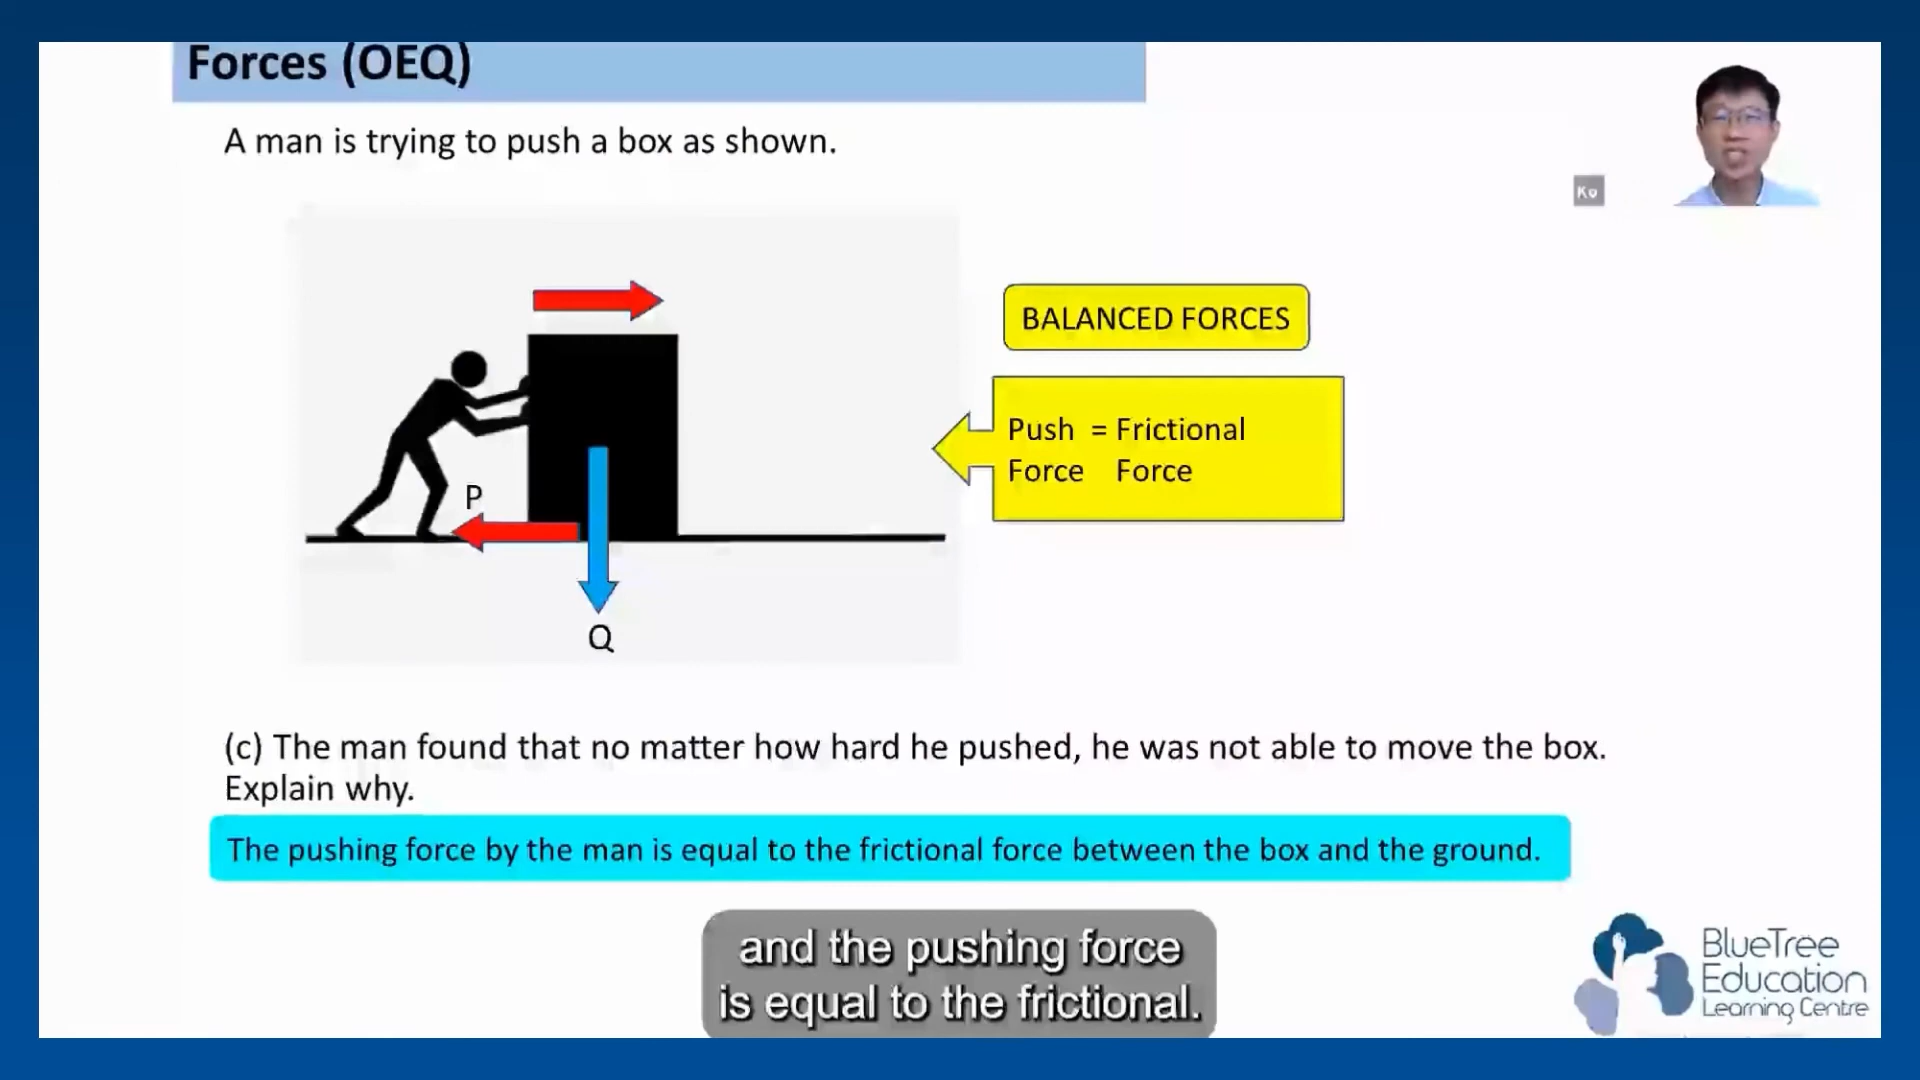 Forces (OEQ)
A man is trying to push a box as shown.
Ko
BALANCED FORCES
Push = Frictional
Force Force
P
Q
(c) The man found that no matter how hard he pushed, he was not able to move the box.
Explain why.
The pushing force by the man is equal to the frictional force between the box and the ground.
and the pushing force
is equal to the frictional.
BlueTree
Education
Learning Centre